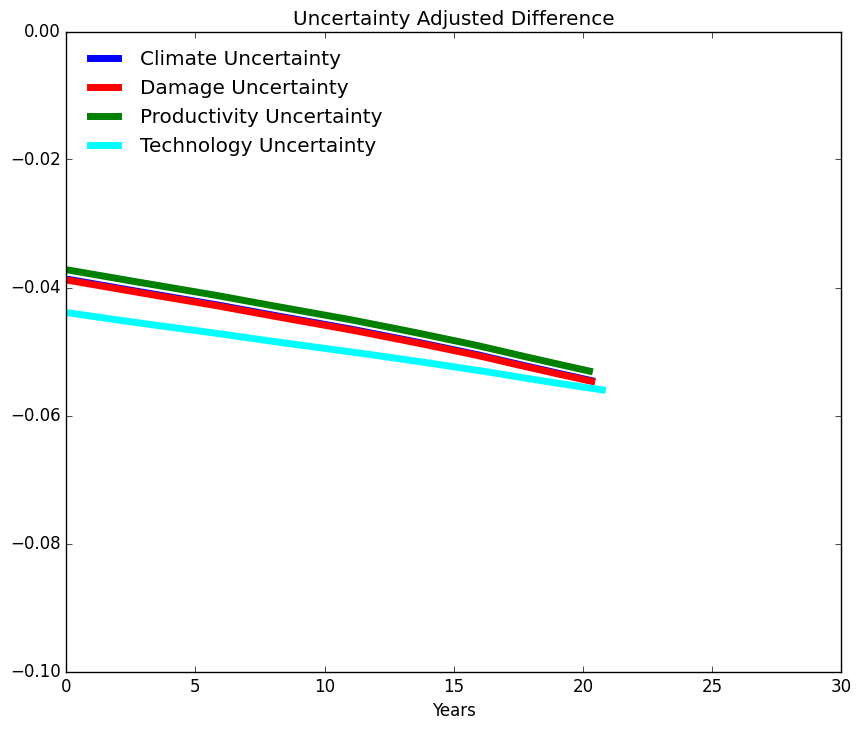 Uncertainty Adjusted Difference
0.00
Climate Uncertainty
Damage Uncertainty
Productivity Uncertainty
Technology Uncertainty
−0.02
−0.04
−0.06
−0.08
−0.10
0 5 10 15 20 25 30
Years